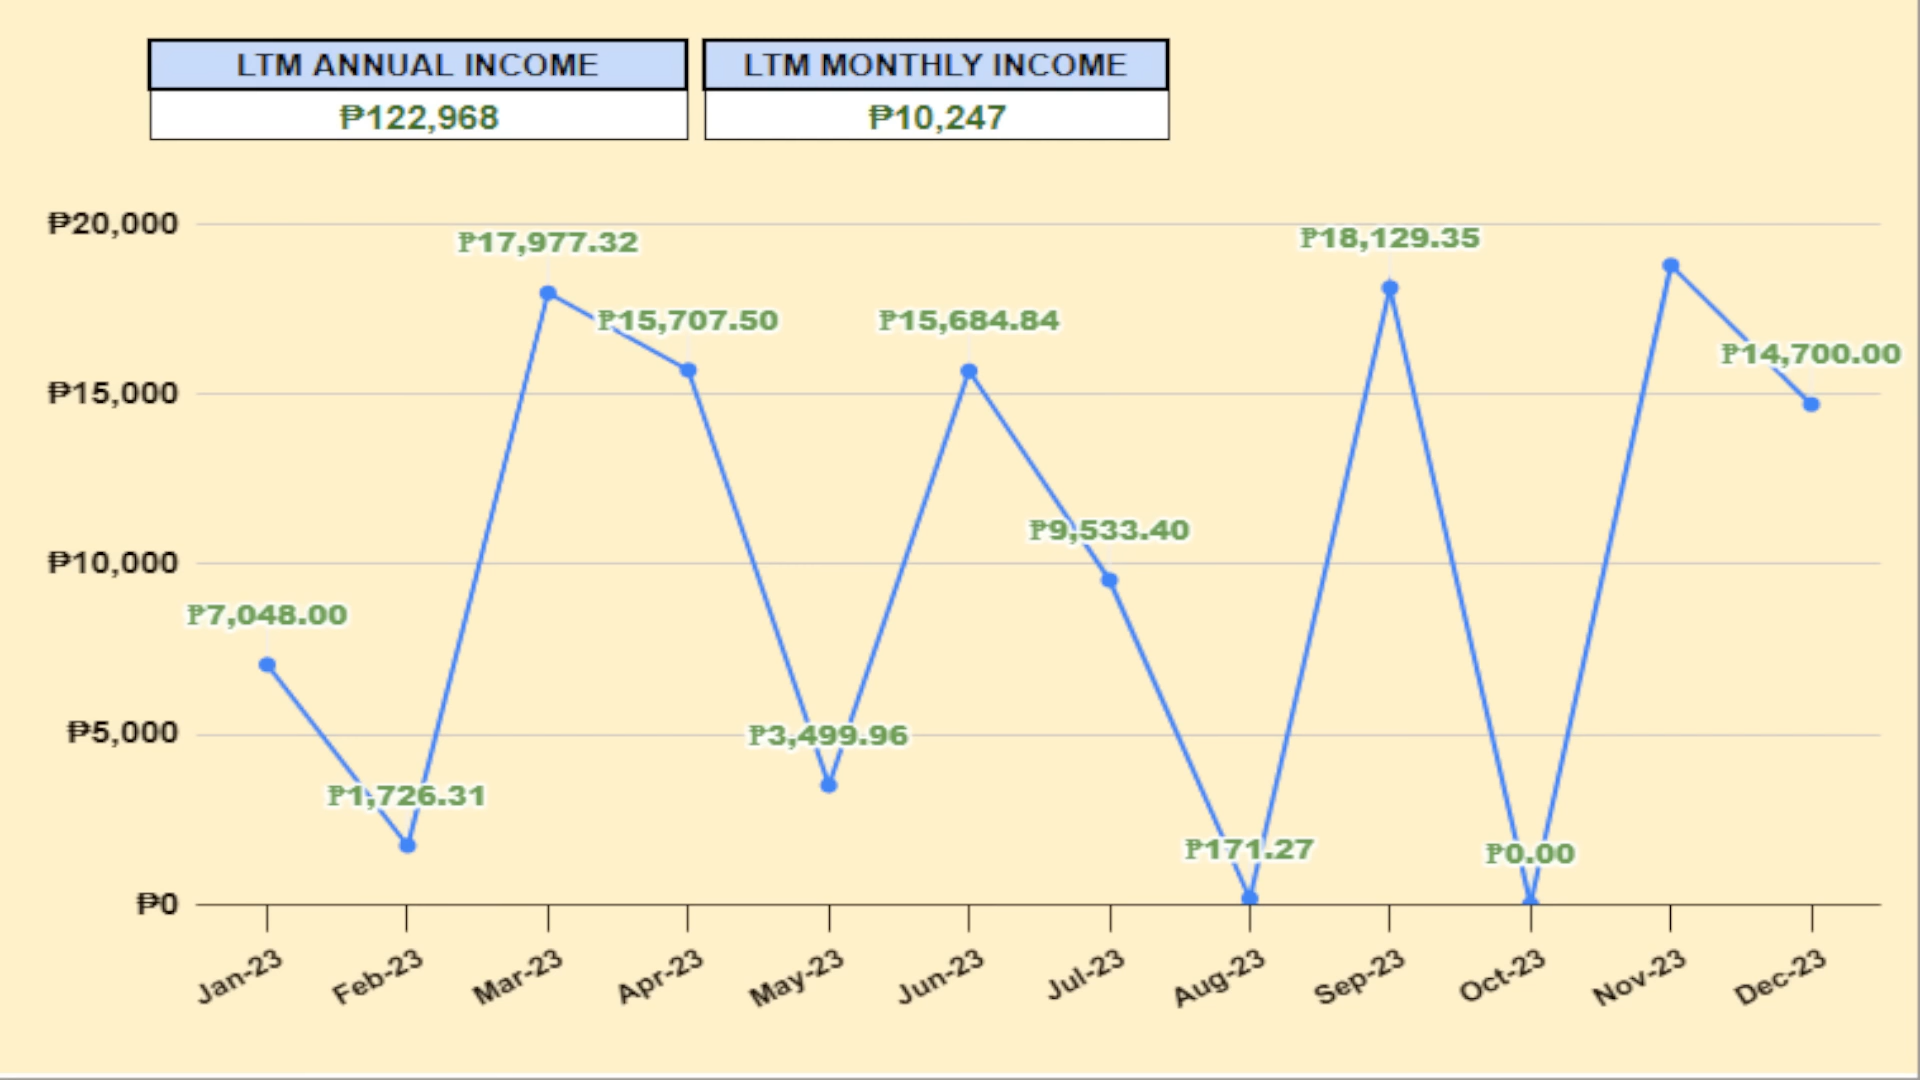 LTM ANNUAL INCOME
LTM MONTHLY INCOME
₱122,968
₱10,247
₱20,000
₱15,000
₱10,000
₱5,000
₱0
₱7,048.00
₱1,726.31
₱17,977.32
₱15,707.50
₱3,499.96
₱15,684.84
₱9,533.40
₱171.27
₱18,129.35
₱0.00
₱14,700.00
Jan-23
Feb-23
Mar-23
Apr-23
May-23
Jun-23
Jul-23
Aug-23
Sep-23
Oct-23
Nov-23
Dec-23